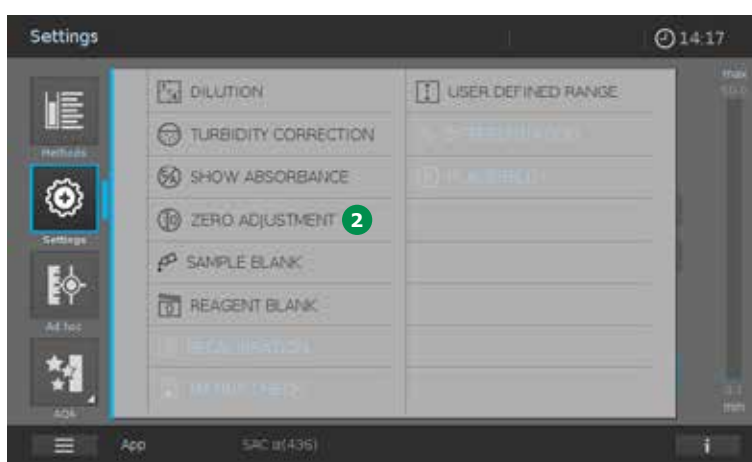 Settings
14:17
Methods
Settings
Ad hoc
AQA
DILUTION
TURBIDITY CORRECTION
SHOW ABSORBANCE
ZERO ADJUSTMENT 2
SAMPLE BLANK
REAGENT BLANK
RECALIBRATION
USER DEFINED RANGE
max
min
App
SAC α(436)
i